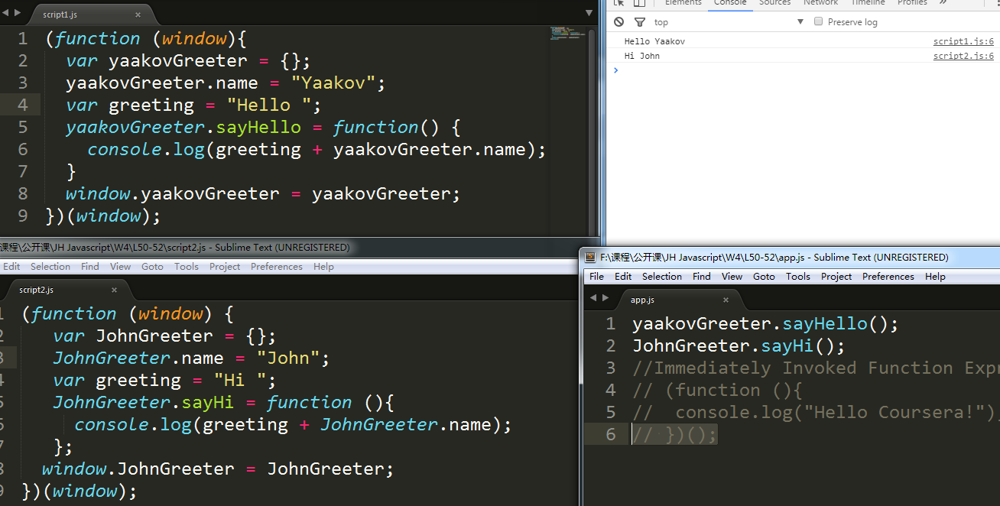 script1.js ×
1 (function (window){
2 var yaakovGreeter = {};
3 yaakovGreeter.name = "Yaakov";
4 var greeting = "Hello ";
5 yaakovGreeter.sayHello = function() {
6 console.log(greeting + yaakovGreeter.name);
7 }
8 window.yaakovGreeter = yaakovGreeter;
9 })(window);
Elements Console Sources Network Timeline Profiles »
top ▼ Preserve log
Hello Yaakov script1.js:6
Hi John script2.js:6
>
课程\公开课\JH Javascript\W4\L50-52\script2.js - Sublime Text (UNREGISTERED)
Edit Selection Find View Goto Tools Project Preferences Help
script2.js ×
1 (function (window) {
2 var JohnGreeter = {};
3 JohnGreeter.name = "John";
4 var greeting = "Hi ";
5 JohnGreeter.sayHi = function (){
6 console.log(greeting + JohnGreeter.name);
7 };
8 window.JohnGreeter = JohnGreeter;
9 })(window);
F:\课程\公开课\JH Javascript\W4\L50-52\app.js - Sublime Text (UNREGISTERED)
File Edit Selection Find View Goto Tools Project Preferences Help
app.js ×
1 yaakovGreeter.sayHello();
2 JohnGreeter.sayHi();
3 //Immediately Invoked Function Expr
4 // (function (){
5 // console.log("Hello Coursera!")
6 // })();